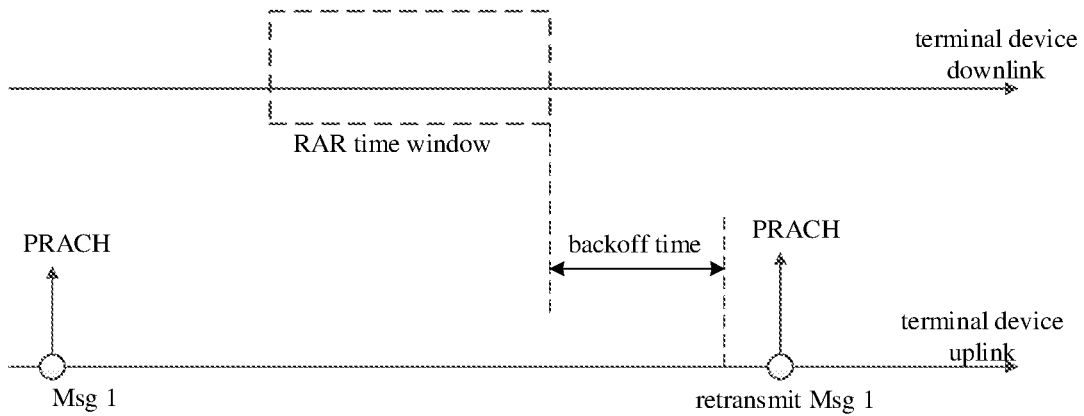 terminal device
downlink
RAR time window
PRACH
backoff time
PRACH
terminal device
uplink
Msg 1
retransmit Msg 1